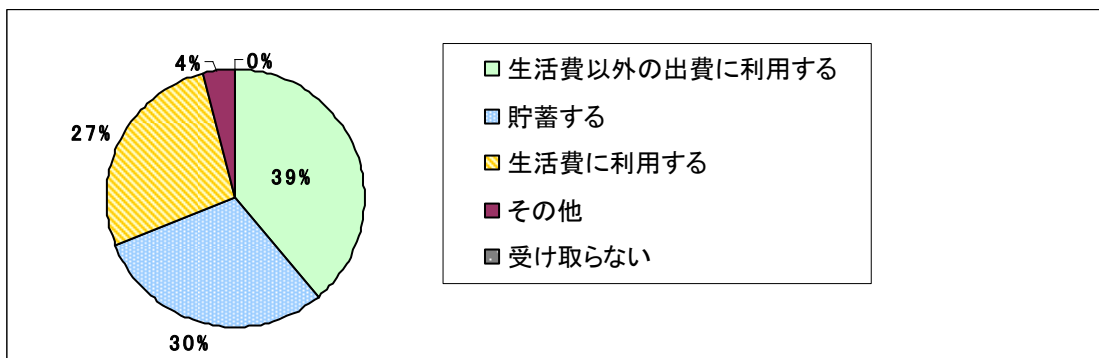 4%
0%
27%
39%
30%
生活費以外の出費に利用する
貯蓄する
生活費に利用する
その他
受け取らない